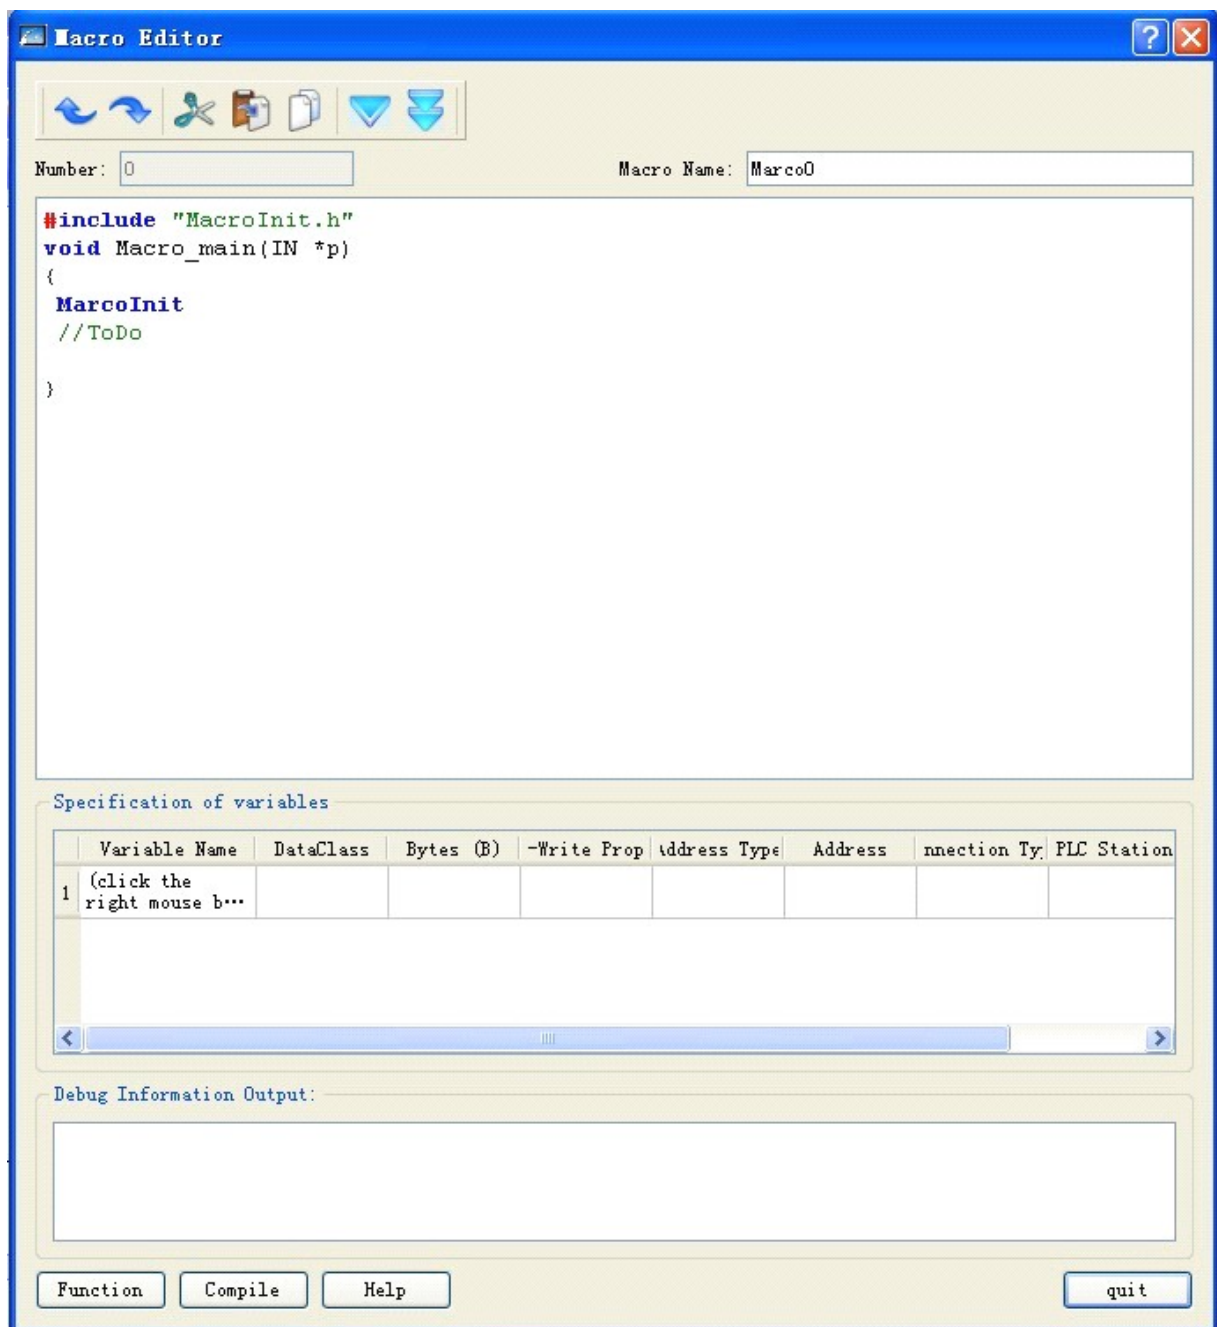 Macro Editor
Number: 0 Macro Name: Marco0
#include "MacroInit.h"
void Macro_main(IN *p)
{
MarcoInit
//ToDo
}
Specification of variables
Variable Name DataClass Bytes (B) -Write Prop Address Type Address nnection Ty PLC Station
1 (click the
right mouse b...
Debug Information Output:
Function Compile Help quit